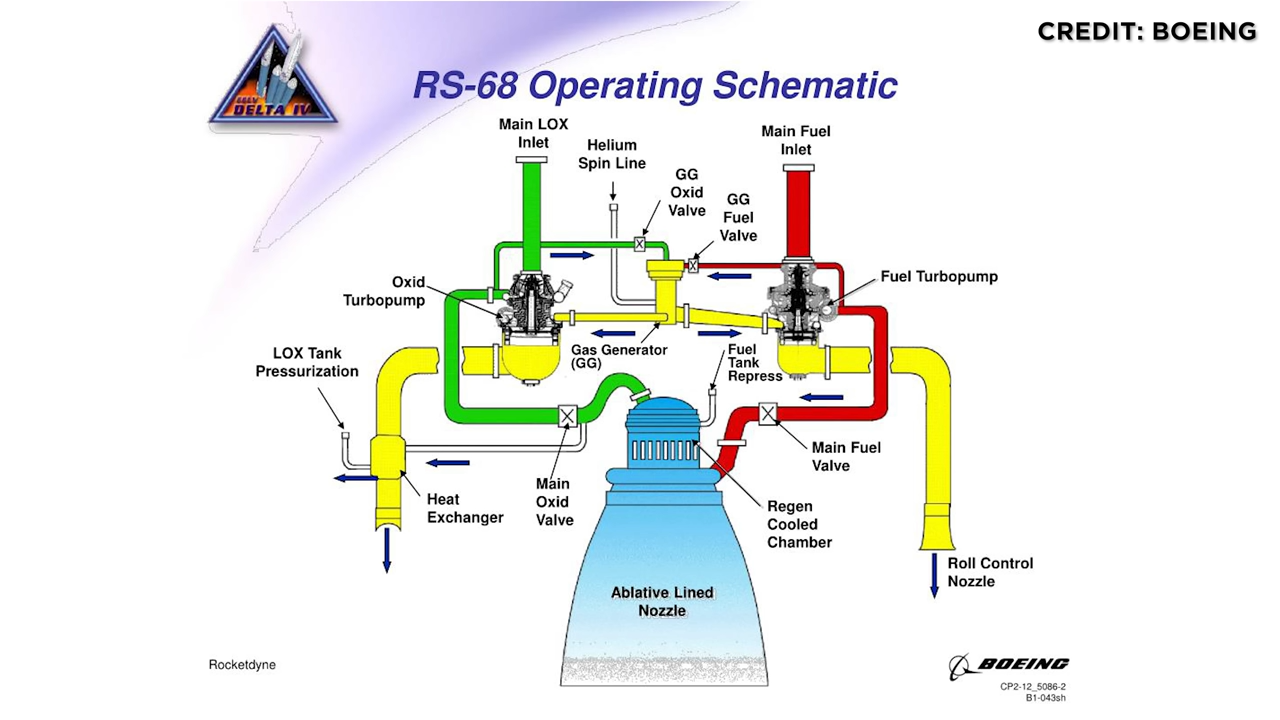 CREDIT: BOEING
RS-68 Operating Schematic
DELTA IV
Main LOX
Inlet
Helium
Spin Line
GG
Oxid
Valve
GG
Fuel
Valve
Main Fuel
Inlet
Oxid
Turbopump
Fuel Turbopump
Gas Generator
(GG)
Fuel
Tank
Repress
LOX Tank
Pressurization
Heat
Exchanger
Main
Oxid
Valve
Main Fuel
Valve
Regen
Cooled
Chamber
Roll Control
Nozzle
Ablative Lined
Nozzle
Rocketdyne
BOEING
CP2-12_5086-2
B1-043sh